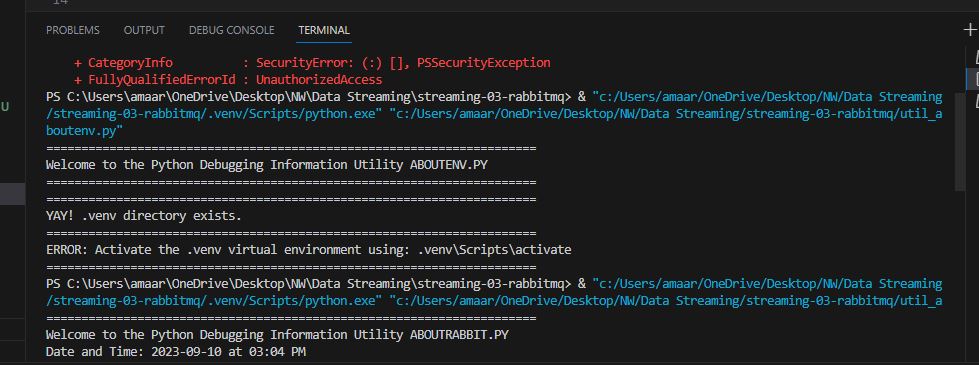 14
PROBLEMS OUTPUT DEBUG CONSOLE TERMINAL
+ CategoryInfo : SecurityError: (:) [], PSSecurityException
+ FullyQualifiedErrorId : UnauthorizedAccess
U
PS C:\Users\amaar\OneDrive\Desktop\NW\Data Streaming\streaming-03-rabbitmq> & "c:/Users/amaar/OneDrive/Desktop/NW/Data Streaming
/streaming-03-rabbitmq/.venv/Scripts/python.exe" "c:/Users/amaar/OneDrive/Desktop/NW/Data Streaming/streaming-03-rabbitmq/util_a
boutenv.py"
===============================================================
Welcome to the Python Debugging Information Utility ABOUTENV.PY
===============================================================
===============================================================
YAY! .venv directory exists.
===============================================================
ERROR: Activate the .venv virtual environment using: .venv\Scripts\activate
===============================================================
PS C:\Users\amaar\OneDrive\Desktop\NW\Data Streaming\streaming-03-rabbitmq> & "c:/Users/amaar/OneDrive/Desktop/NW/Data Streaming
/streaming-03-rabbitmq/.venv/Scripts/python.exe" "c:/Users/amaar/OneDrive/Desktop/NW/Data Streaming/streaming-03-rabbitmq/util_a
===============================================================
Welcome to the Python Debugging Information Utility ABOUTRABBIT.PY
Date and Time: 2023-09-10 at 03:04 PM